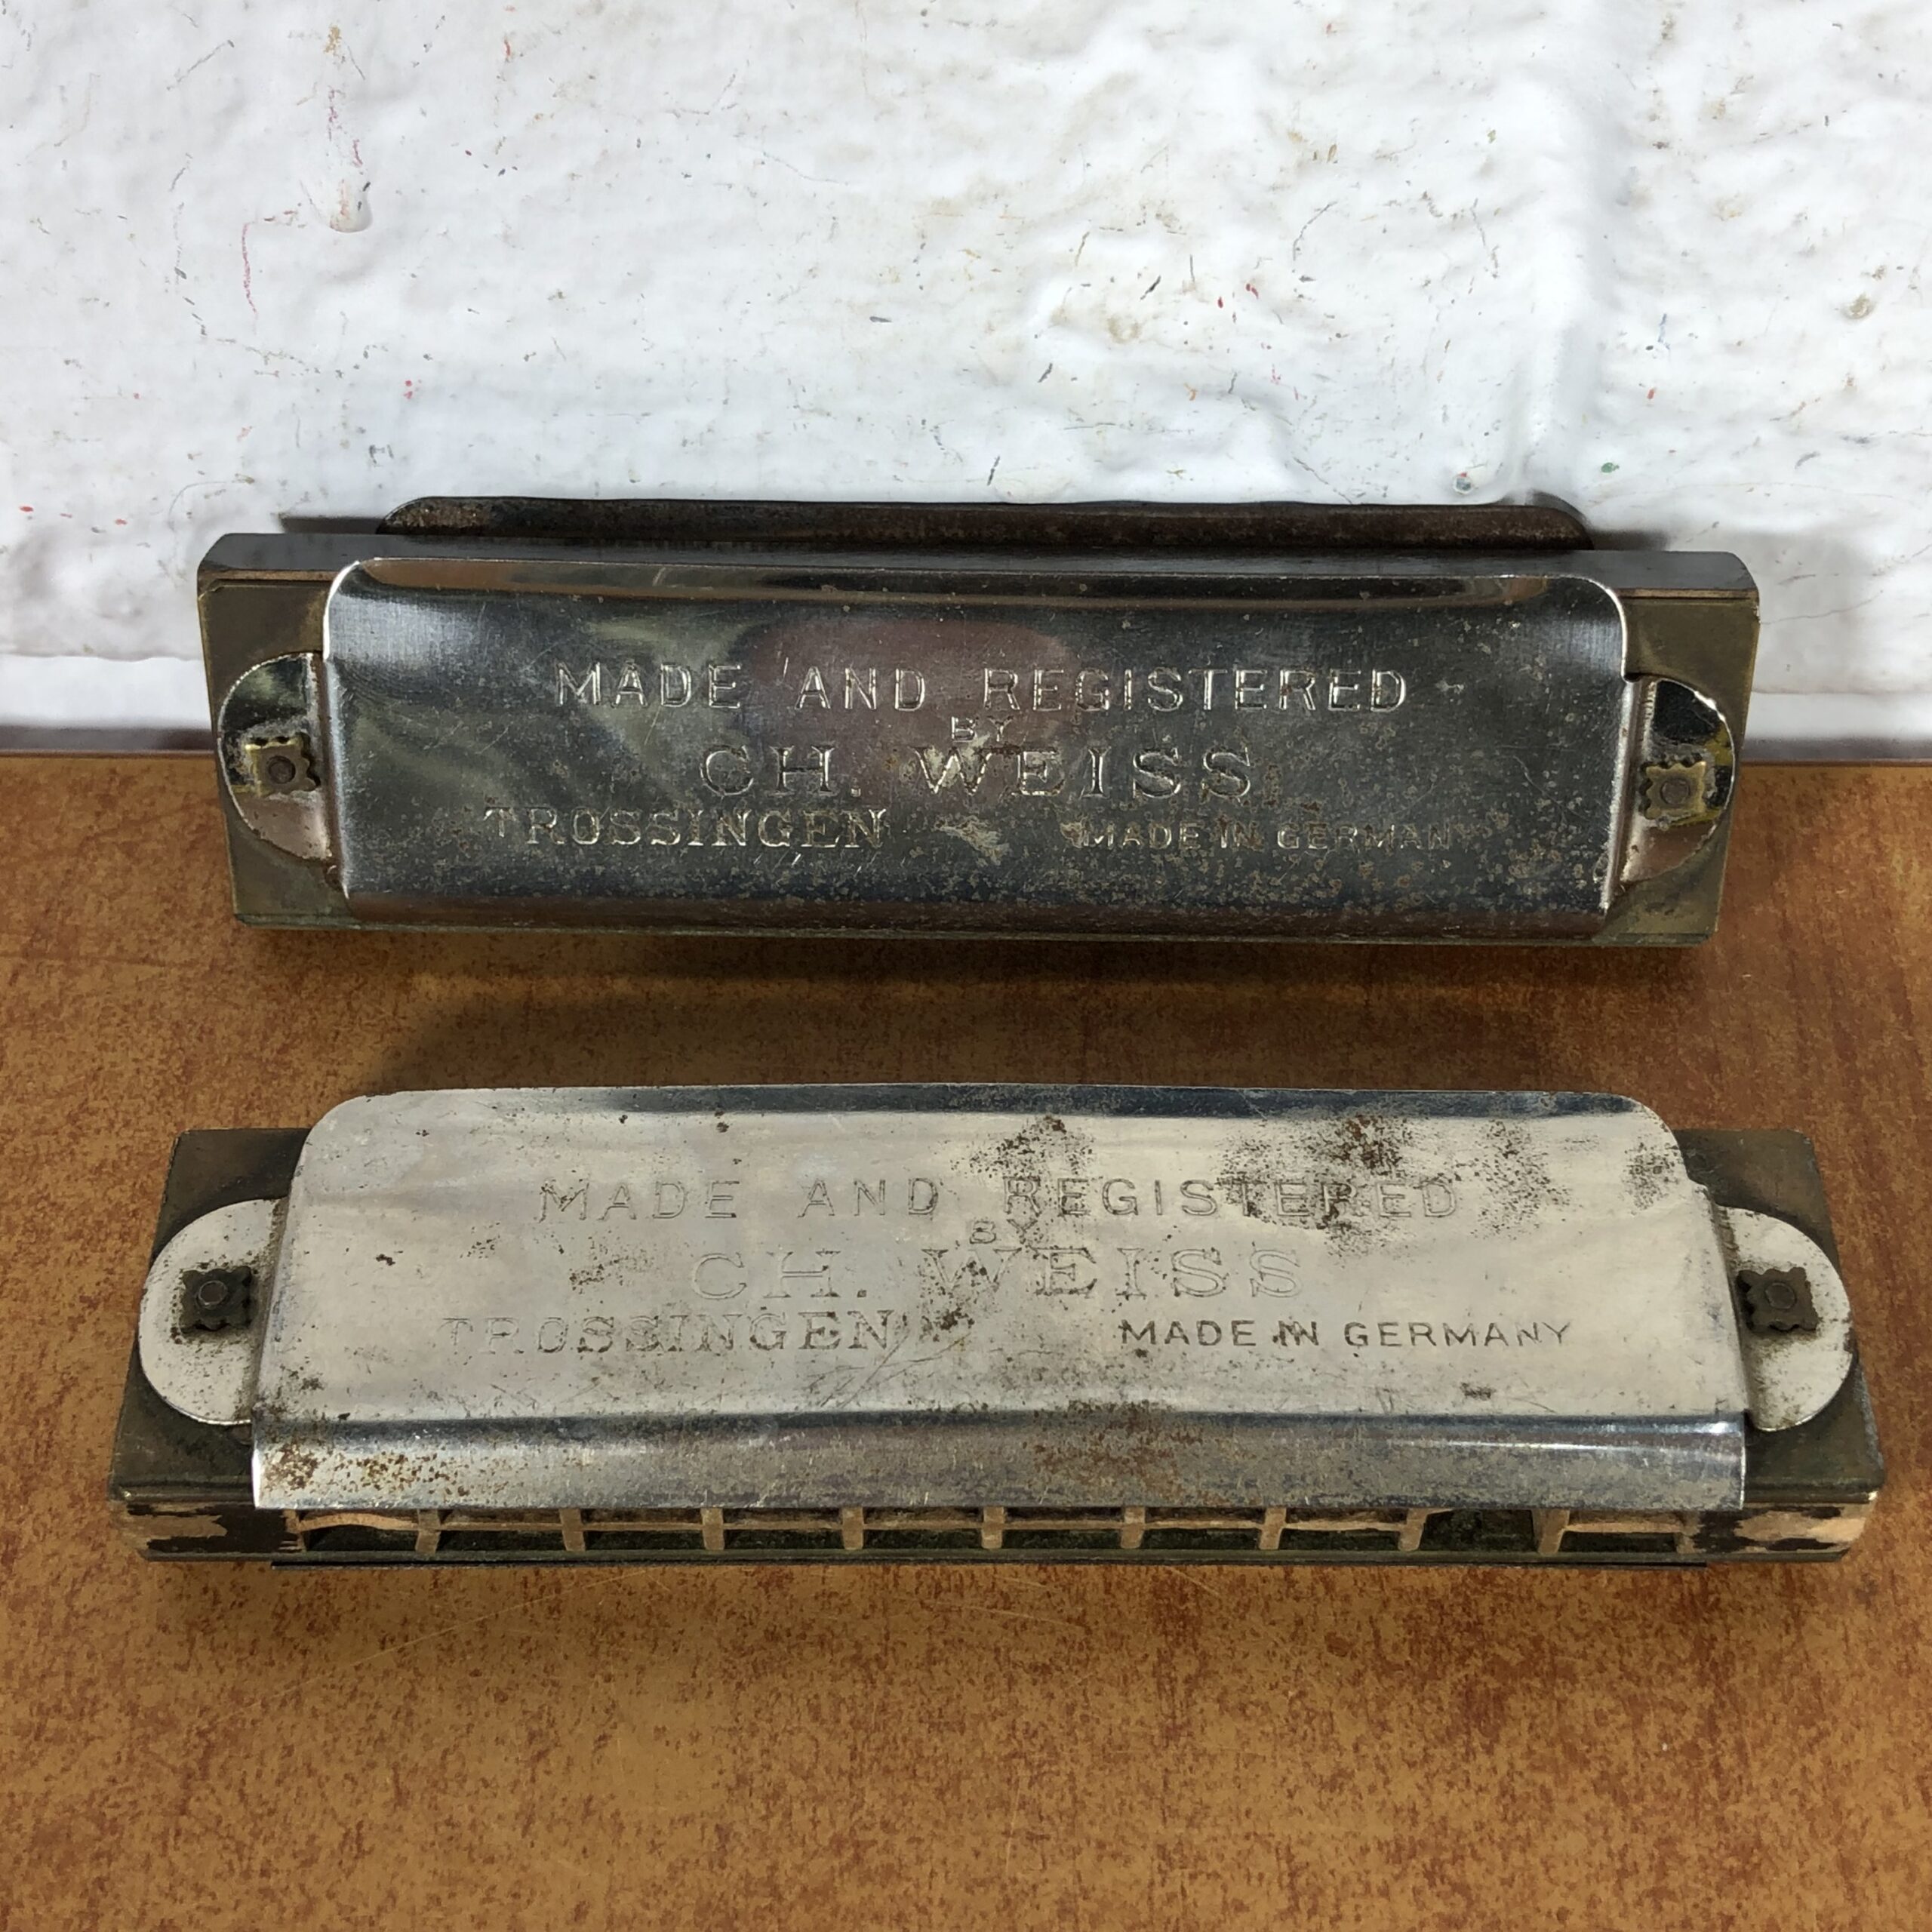 MADE AND REGISTERED
BY
CH. WEISS
TROSSINGEN MADE IN GERMANY
MADE AND REGISTERED
BY
CH. WEISS
TROSSINGEN MADE IN GERMANY